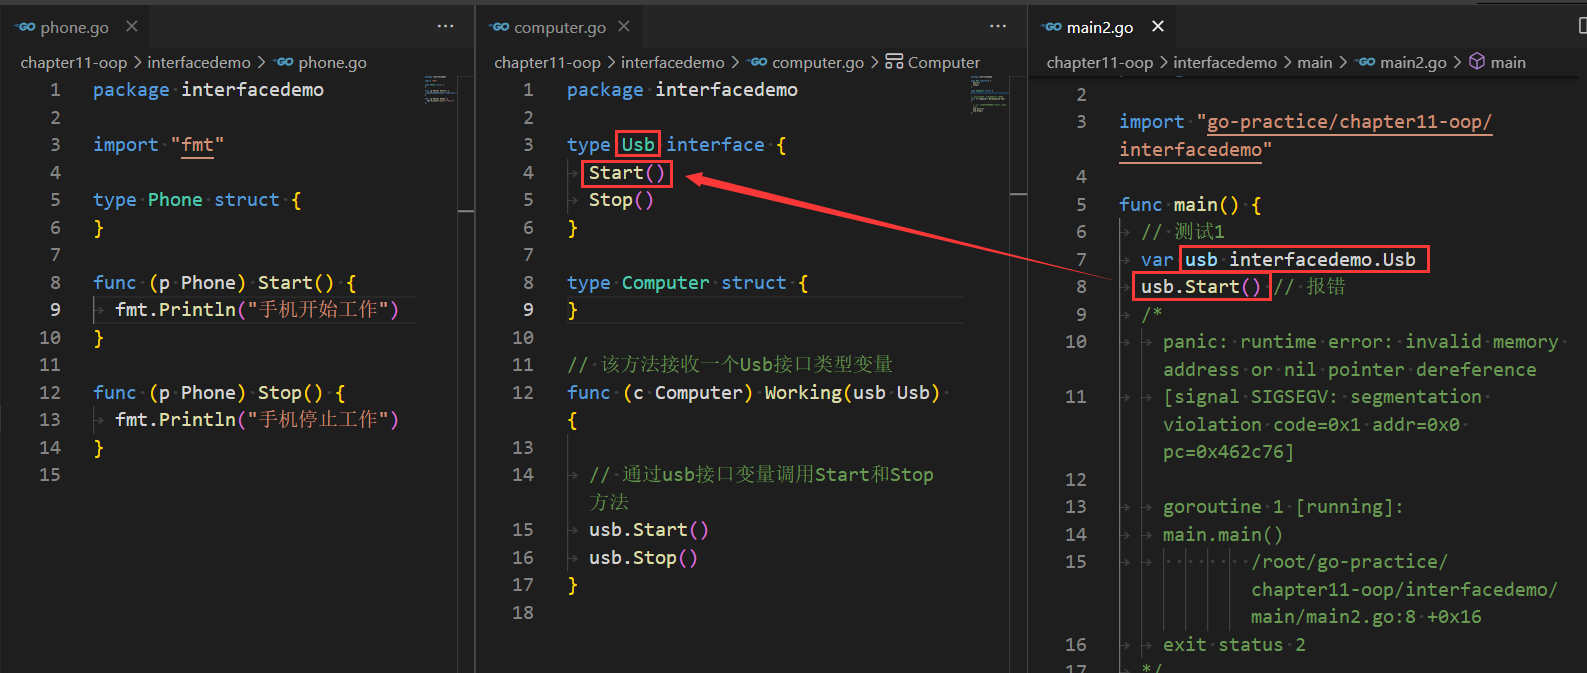 phone.go
chapter11-oop > interfacedemo > phone.go
1 package interfacedemo
2
3 import "fmt"
4
5 type Phone struct {
6 }
7
8 func (p Phone) Start() {
9 fmt.Println("手机开始工作")
10 }
11
12 func (p Phone) Stop() {
13 fmt.Println("手机停止工作")
14 }
15
computer.go
chapter11-oop > interfacedemo > computer.go > Computer
1 package interfacedemo
2
3 type Usb interface {
4 Start()
5 Stop()
6 }
7
8 type Computer struct {
9 }
10
11 // 该方法接收一个Usb接口类型变量
12 func (c Computer) Working(usb Usb)
{
13
14 // 通过usb接口变量调用Start和Stop
方法
15 usb.Start()
16 usb.Stop()
17 }
18
main2.go
chapter11-oop > interfacedemo > main > main2.go > main
2
3 import "go-practice/chapter11-oop/
interfacedemo"
4
5 func main() {
6 // 测试1
7 var usb interfacedemo.Usb
8 usb.Start() // 报错
9 /*
10 panic: runtime error: invalid memory
address or nil pointer dereference
11 [signal SIGSEGV: segmentation
violation code=0x1 addr=0x0
pc=0x462c76]
12
13 goroutine 1 [running]:
14 main.main()
15 /root/go-practice/
chapter11-oop/interfacedemo/
main/main2.go:8 +0x16
16 exit status 2
17 */